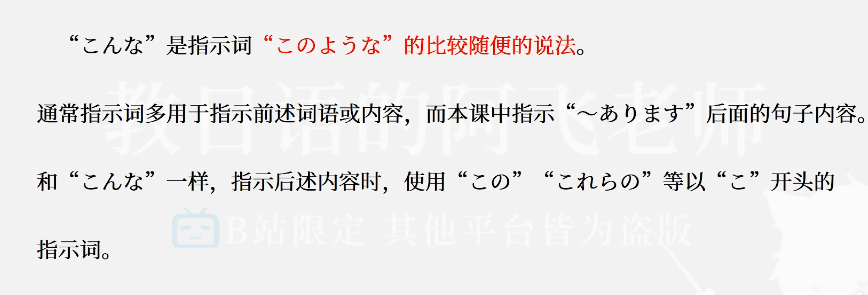 “こんな”是指示词“このような”的比较随便的说法。
通常指示词多用于指示前述词语或内容，而本课中指示“～あります”后面的句子内容。
和“こんな”一样，指示后述内容时，使用“この”“これらの”等以“こ”开头的
指示词。
教日语的阿飞老师
B站限定 其他平台皆为盗版